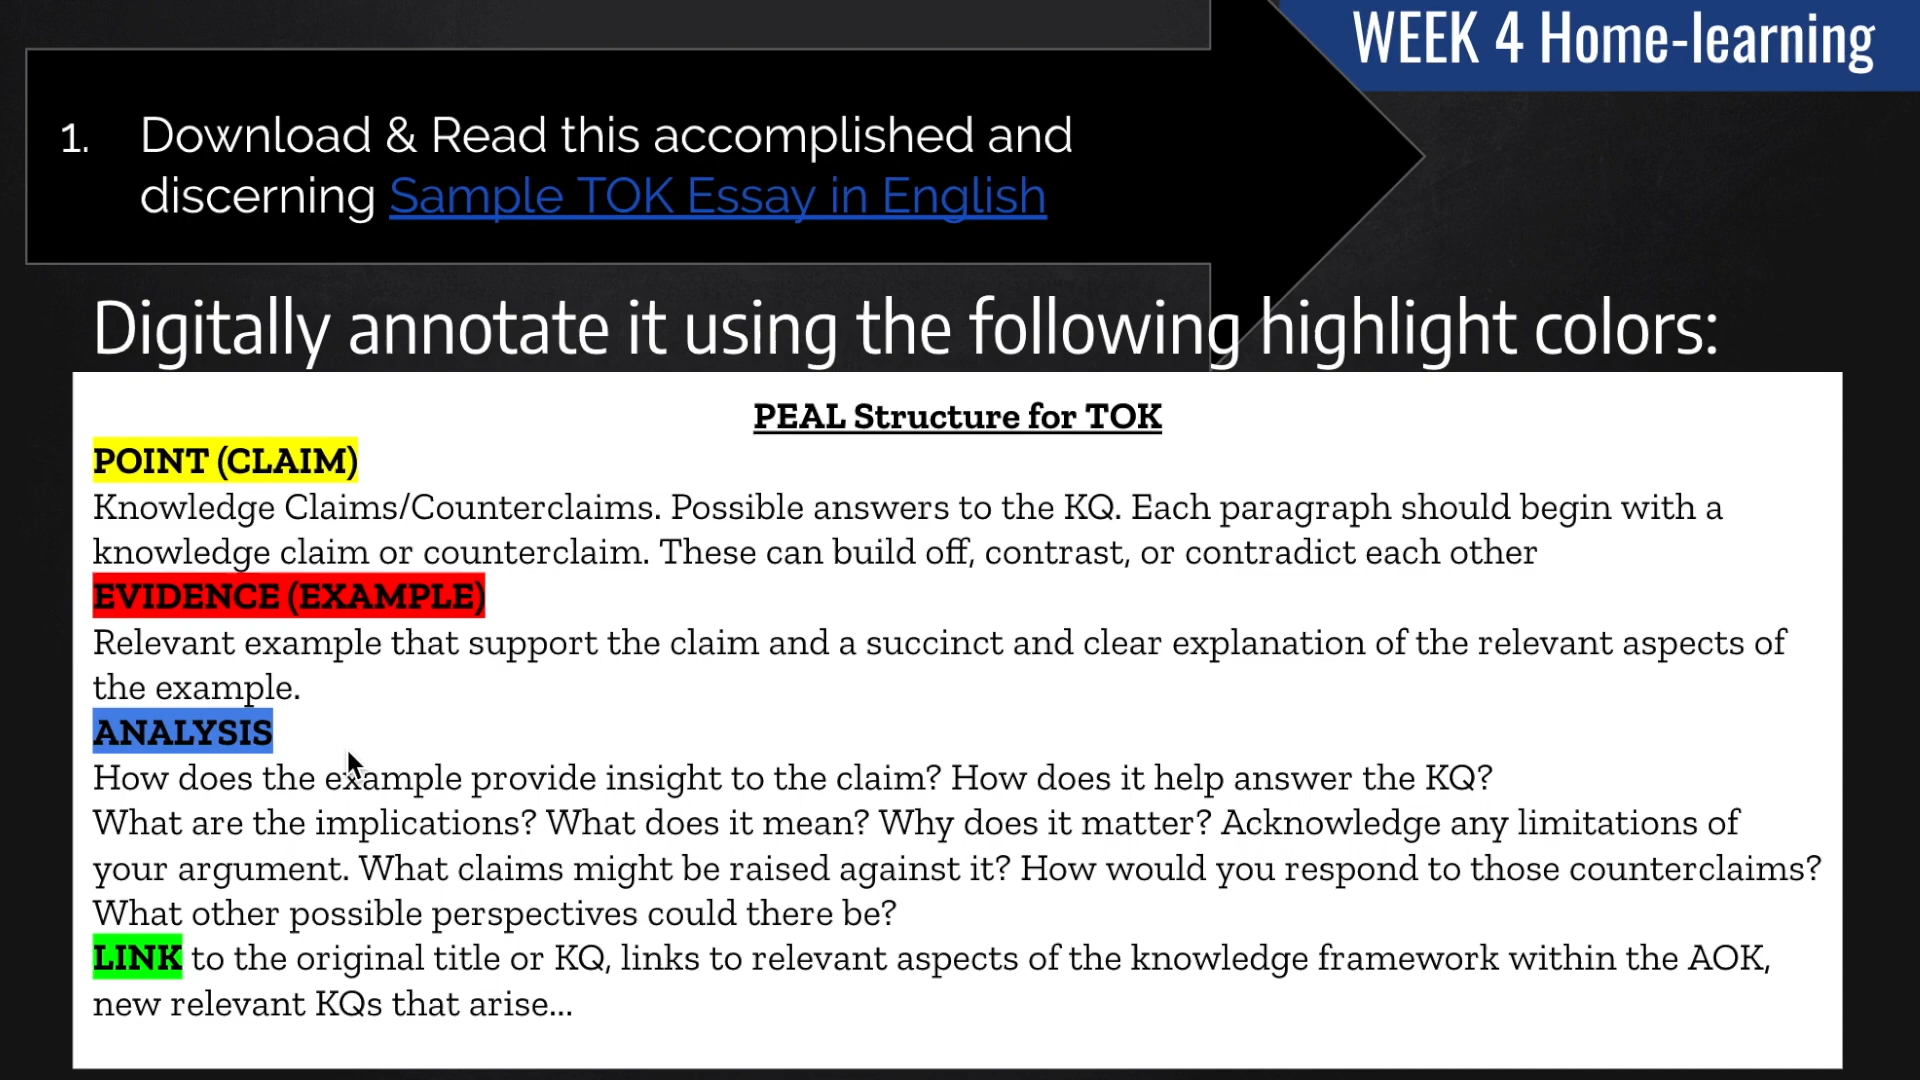 WEEK 4 Home-learning
1. Download & Read this accomplished and
discerning Sample TOK Essay in English
Digitally annotate it using the following highlight colors:
PEAL Structure for TOK
POINT (CLAIM)
Knowledge Claims/Counterclaims. Possible answers to the KQ. Each paragraph should begin with a
knowledge claim or counterclaim. These can build off, contrast, or contradict each other
EVIDENCE (EXAMPLE)
Relevant example that support the claim and a succinct and clear explanation of the relevant aspects of
the example.
ANALYSIS
How does the example provide insight to the claim? How does it help answer the KQ?
What are the implications? What does it mean? Why does it matter? Acknowledge any limitations of
your argument. What claims might be raised against it? How would you respond to those counterclaims?
What other possible perspectives could there be?
LINK to the original title or KQ, links to relevant aspects of the knowledge framework within the AOK,
new relevant KQs that arise...